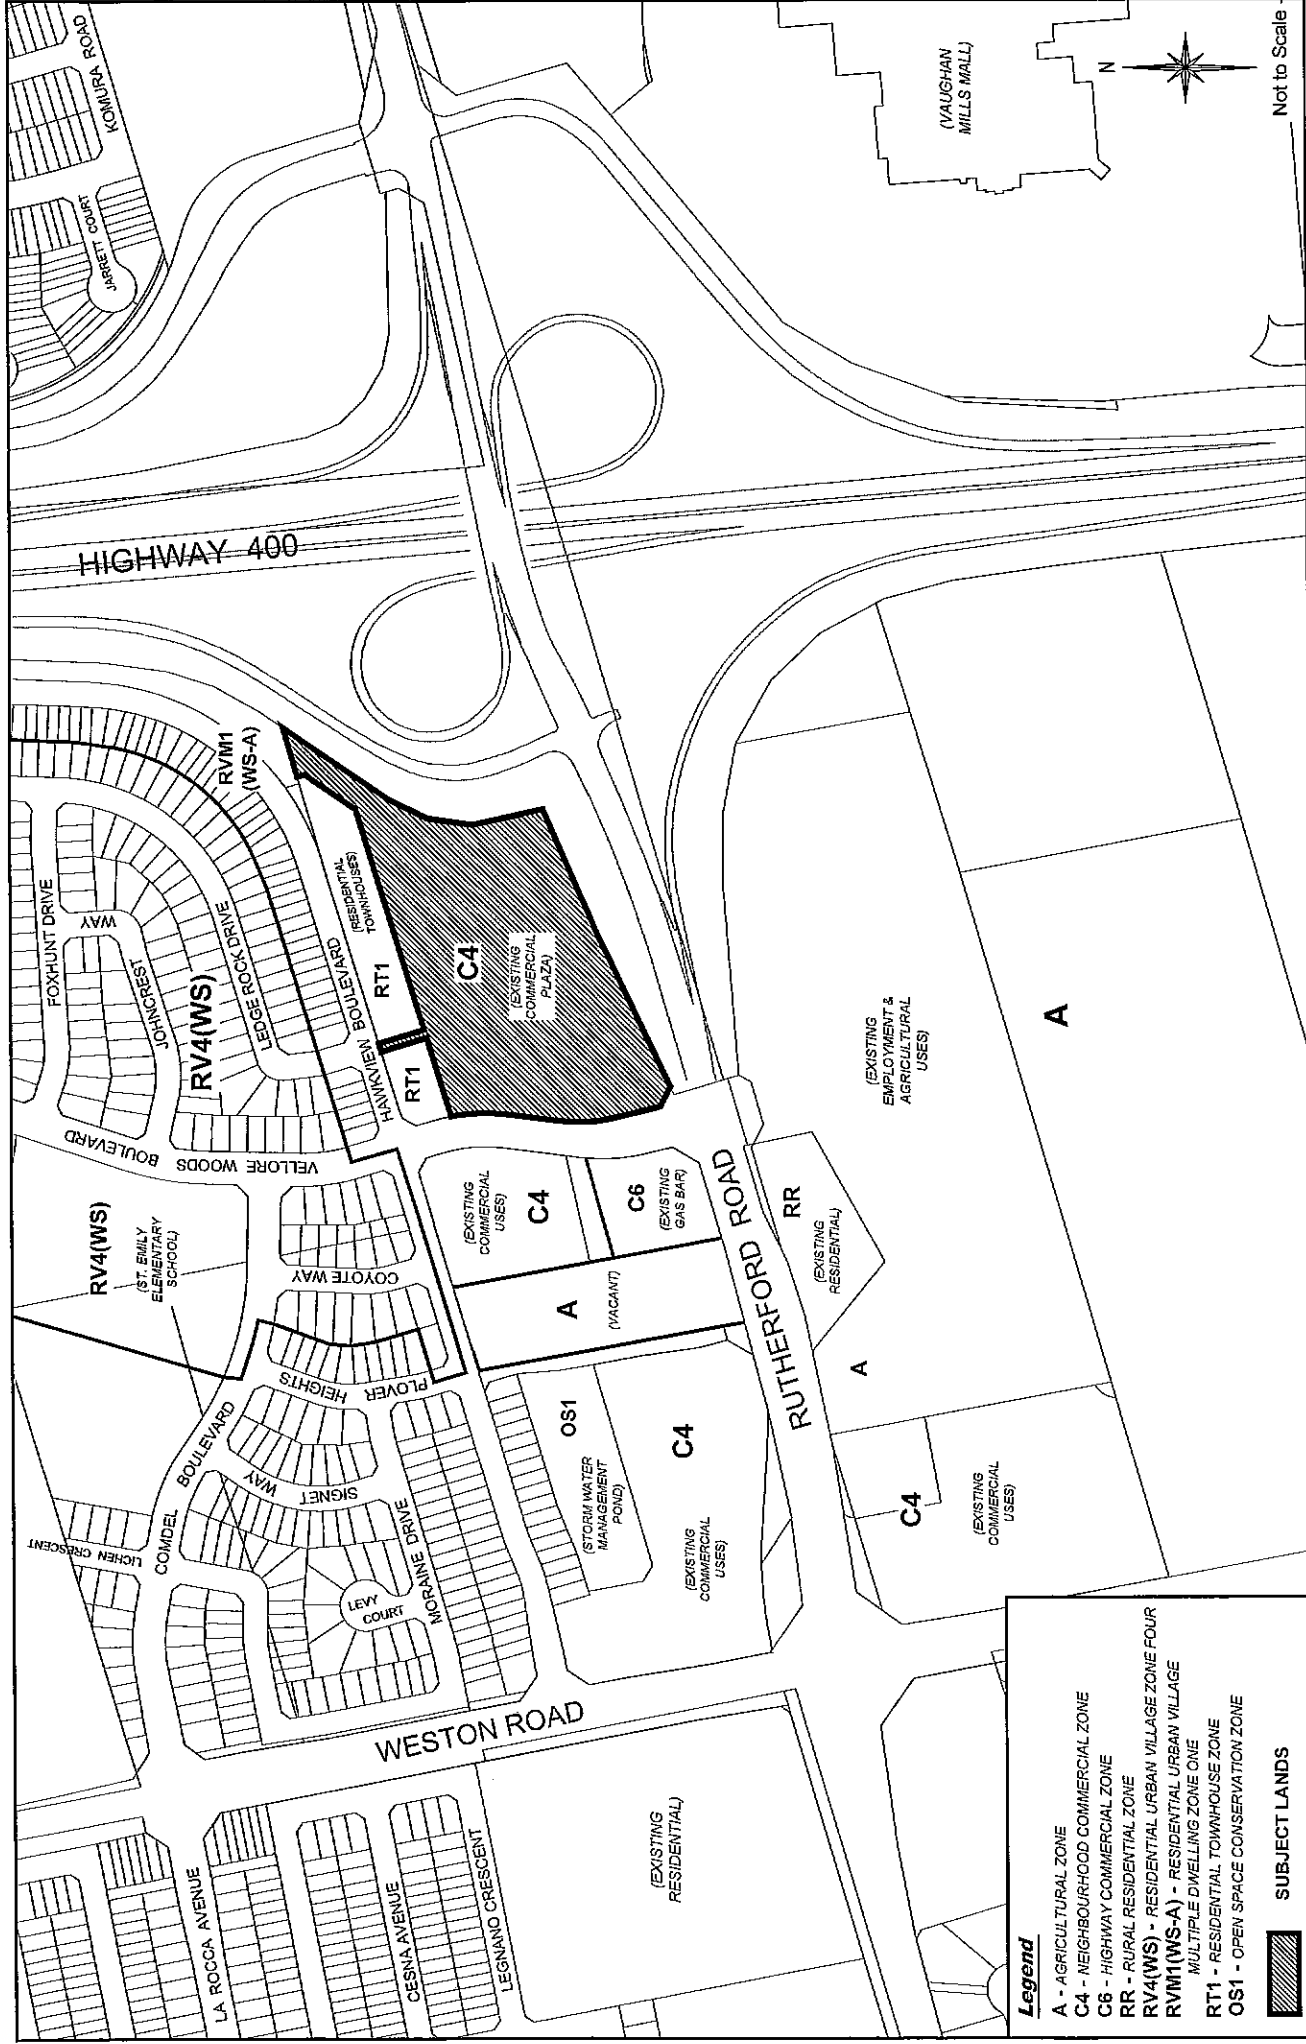 KOMURA ROAD
JARRETT COURT
(VAUGHAN
MILLS MALL)
N
Not to Scale
HIGHWAY 400
RVM1
(WS-A)
FOXHUNT DRIVE
WAY
JOHNCREST
RV4(WS)
LEDGE ROCK DRIVE
HAWKVIEW BOULEVARD
(RESIDENTIAL
TOWNHOUSES)
RT1
RT1
C4
(EXISTING
COMMERCIAL
PLAZA)
VELLORE WOODS BOULEVARD
RV4(WS)
(ST. EMILY
ELEMENTARY
SCHOOL)
COYOTE WAY
(EXISTING
COMMERCIAL
USES)
C4
C6
(EXISTING
GAS BAR)
A
(VACANT)
RUTHERFORD ROAD
RR
(EXISTING
RESIDENTIAL)
(EXISTING
EMPLOYMENT &
AGRICULTURAL
USES)
A
A
PLOVER HEIGHTS
COMDEL BOULEVARD
SIGNET WAY
LICHEN CRESCENT
LEVY
COURT
MORAINE DRIVE
OS1
(STORM WATER
MANAGEMENT
POND)
C4
(EXISTING
COMMERCIAL
USES)
C4
(EXISTING
COMMERCIAL
USES)
WESTON ROAD
LA ROCCA AVENUE
CESNA AVENUE
LEGNANO CRESCENT
(EXISTING
RESIDENTIAL)
Legend
A - AGRICULTURAL ZONE
C4 - NEIGHBOURHOOD COMMERCIAL ZONE
C6 - HIGHWAY COMMERCIAL ZONE
RR - RURAL RESIDENTIAL ZONE
RV4(WS) - RESIDENTIAL URBAN VILLAGE ZONE FOUR
RVM1(WS-A) - RESIDENTIAL URBAN VILLAGE
MULTIPLE DWELLING ZONE ONE
RT1 - RESIDENTIAL TOWNHOUSE ZONE
OS1 - OPEN SPACE CONSERVATION ZONE
SUBJECT LANDS